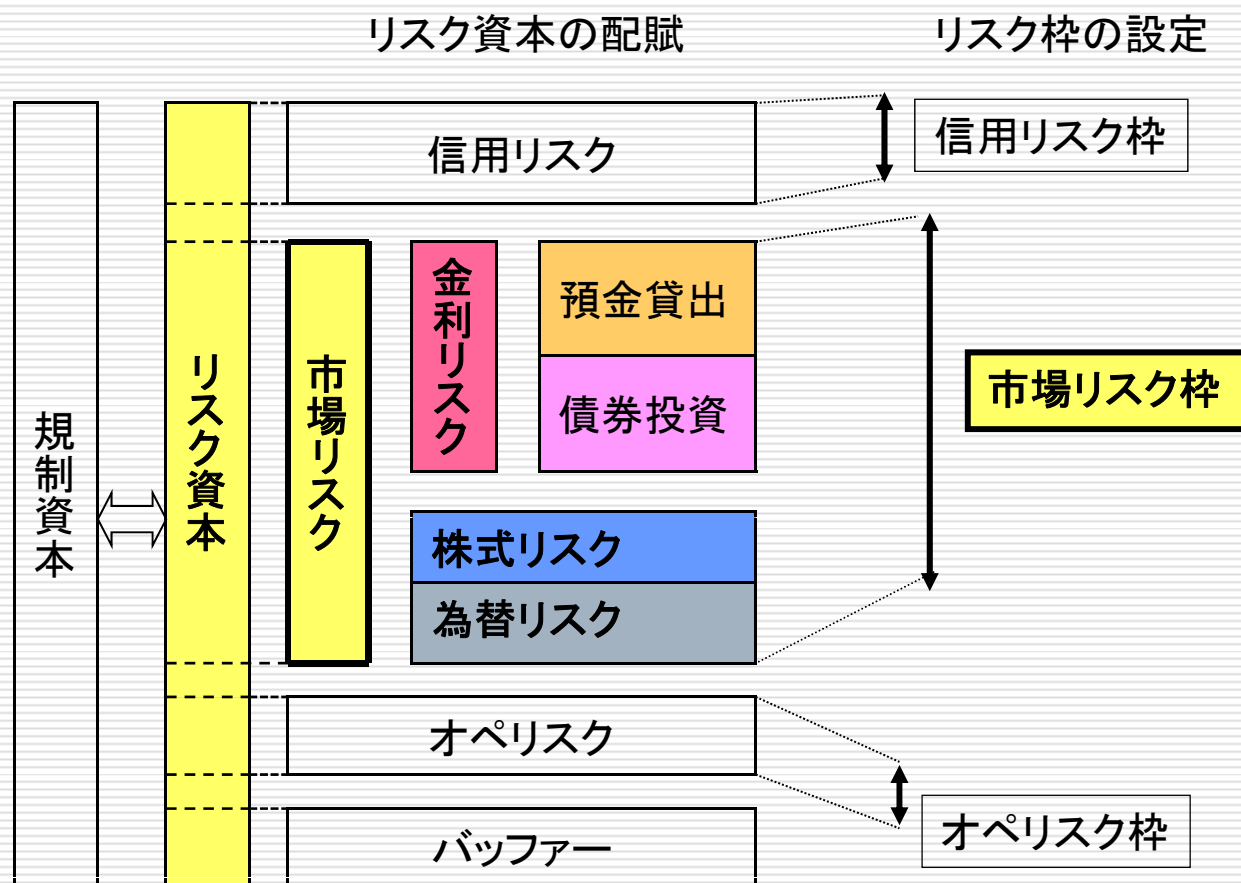 リスク資本の配賦
リスク枠の設定
規制資本
リスク資本
信用リスク
信用リスク枠
市場リスク
金利リスク
預金貸出
債券投資
株式リスク
為替リスク
市場リスク枠
オペリスク
オペリスク枠
バッファー